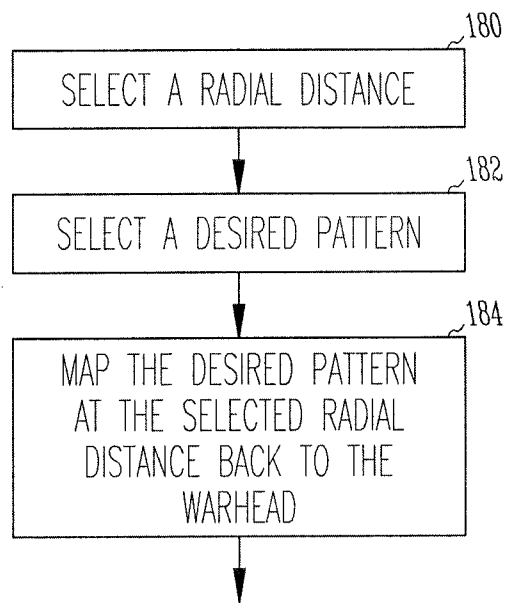 180
SELECT A RADIAL DISTANCE
182
SELECT A DESIRED PATTERN
184
MAP THE DESIRED PATTERN
AT THE SELECTED RADIAL
DISTANCE BACK TO THE
WARHEAD